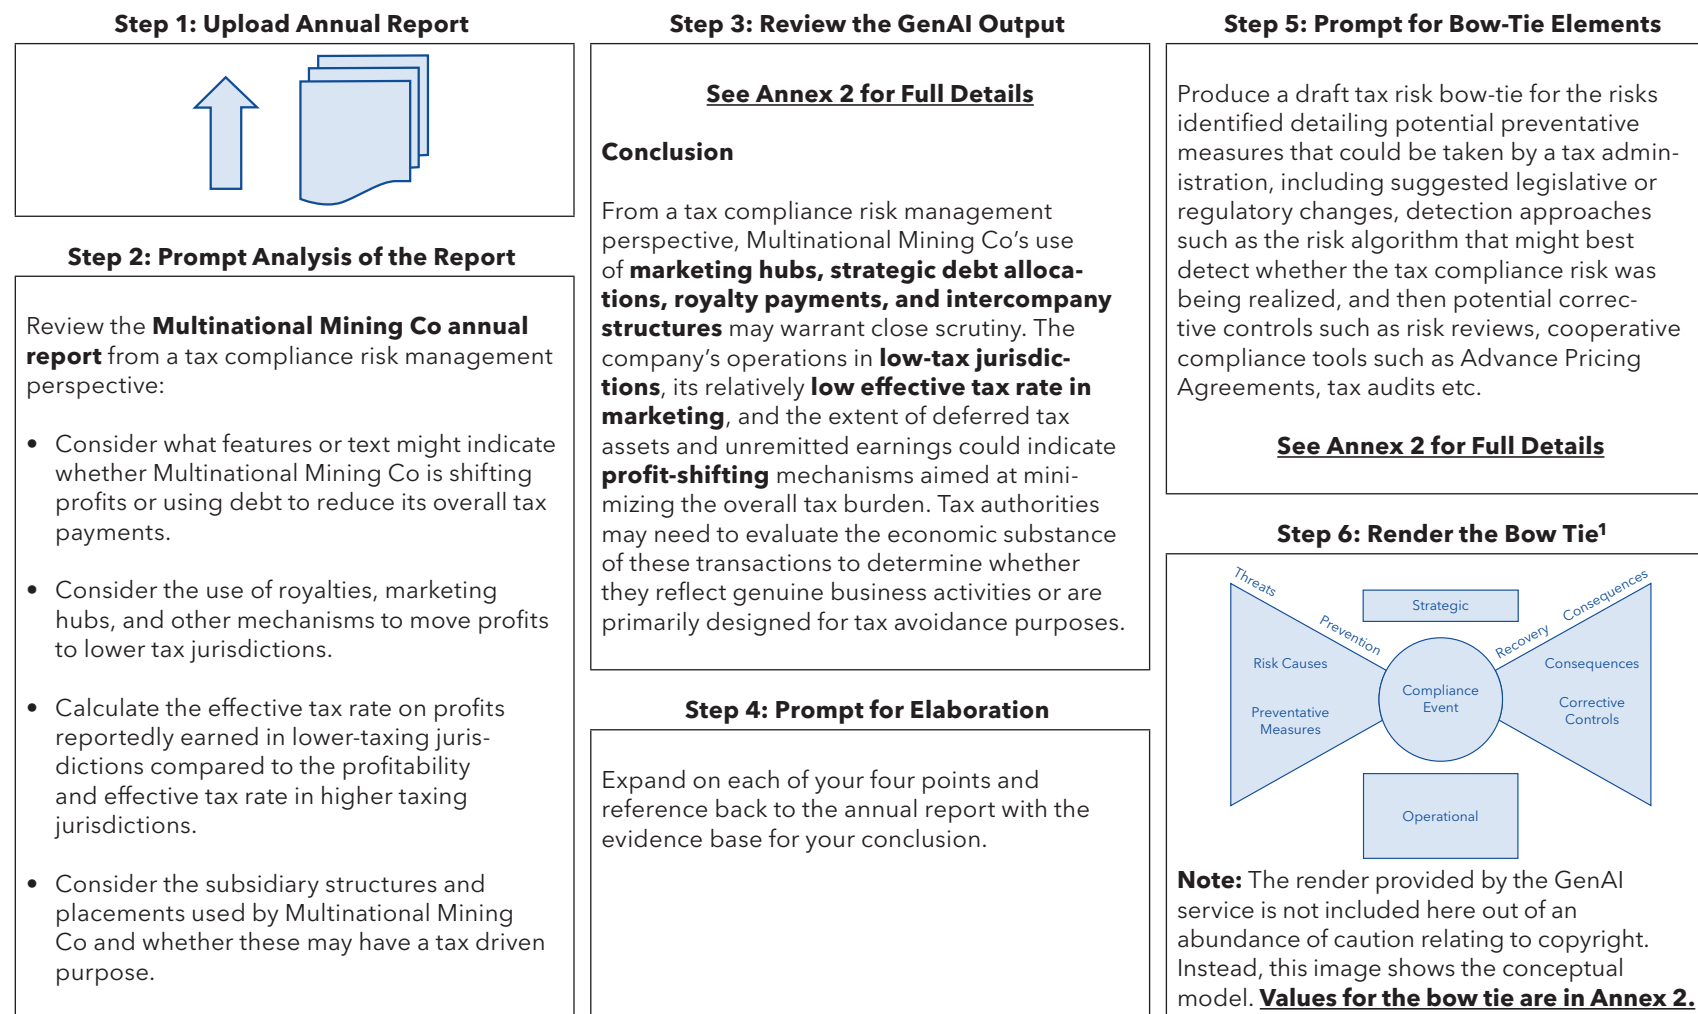 Step 1: Upload Annual Report
Step 2: Prompt Analysis of the Report
Review the Multinational Mining Co annual
report from a tax compliance risk management
perspective:
• Consider what features or text might indicate
whether Multinational Mining Co is shifting
profits or using debt to reduce its overall tax
payments.
• Consider the use of royalties, marketing
hubs, and other mechanisms to move profits
to lower tax jurisdictions.
• Calculate the effective tax rate on profits
reportedly earned in lower-taxing juris-
dictions compared to the profitability
and effective tax rate in higher taxing
jurisdictions.
• Consider the subsidiary structures and
placements used by Multinational Mining
Co and whether these may have a tax driven
purpose.
Step 3: Review the GenAI Output
See Annex 2 for Full Details
Conclusion
From a tax compliance risk management
perspective, Multinational Mining Co’s use
of marketing hubs, strategic debt alloca-
tions, royalty payments, and intercompany
structures may warrant close scrutiny. The
company’s operations in low-tax jurisdic-
tions, its relatively low effective tax rate in
marketing, and the extent of deferred tax
assets and unremitted earnings could indicate
profit-shifting mechanisms aimed at mini-
mizing the overall tax burden. Tax authorities
may need to evaluate the economic substance
of these transactions to determine whether
they reflect genuine business activities or are
primarily designed for tax avoidance purposes.
Step 4: Prompt for Elaboration
Expand on each of your four points and
reference back to the annual report with the
evidence base for your conclusion.
Step 5: Prompt for Bow-Tie Elements
Produce a draft tax risk bow-tie for the risks
identified detailing potential preventative
measures that could be taken by a tax admin-
istration, including suggested legislative or
regulatory changes, detection approaches
such as the risk algorithm that might best
detect whether the tax compliance risk was
being realized, and then potential correc-
tive controls such as risk reviews, cooperative
compliance tools such as Advance Pricing
Agreements, tax audits etc.
See Annex 2 for Full Details
Step 6: Render the Bow Tie¹
Threats
Prevention
Strategic
Recovery
Consequences
Risk Causes
Preventative
Measures
Compliance
Event
Consequences
Corrective
Controls
Operational
Note: The render provided by the GenAI
service is not included here out of an
abundance of caution relating to copyright.
Instead, this image shows the conceptual
model. Values for the bow tie are in Annex 2.